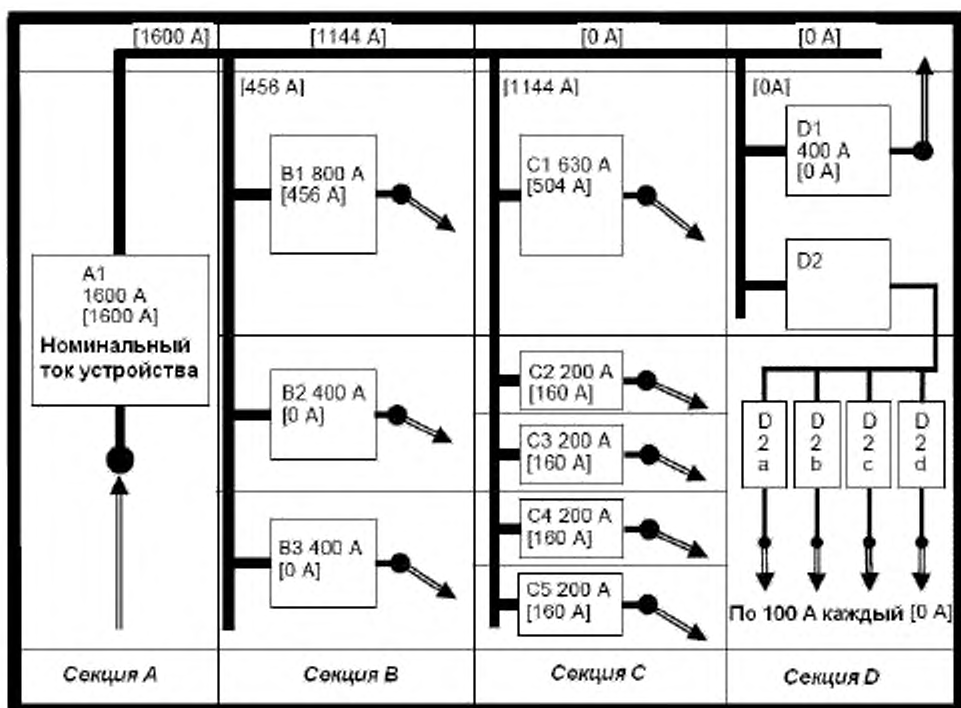 [1600 A]
[1144 A]
[0 A]
[0 A]
[456 A]
[1144 A]
[0A]
A1
1600 A
[1600 A]
Номинальный
ток устройства
B1 800 A
[456 A]
B2 400 A
[0 A]
B3 400 A
[0 A]
C1 630 A
[504 A]
C2 200 A
[160 A]
C3 200 A
[160 A]
C4 200 A
[160 A]
C5 200 A
[160 A]
D1
400 A
[0 A]
D2
D
2
a
D
2
b
D
2
c
D
2
d
По 100 А каждый [0 A]
Секция A
Секция B
Секция C
Секция D